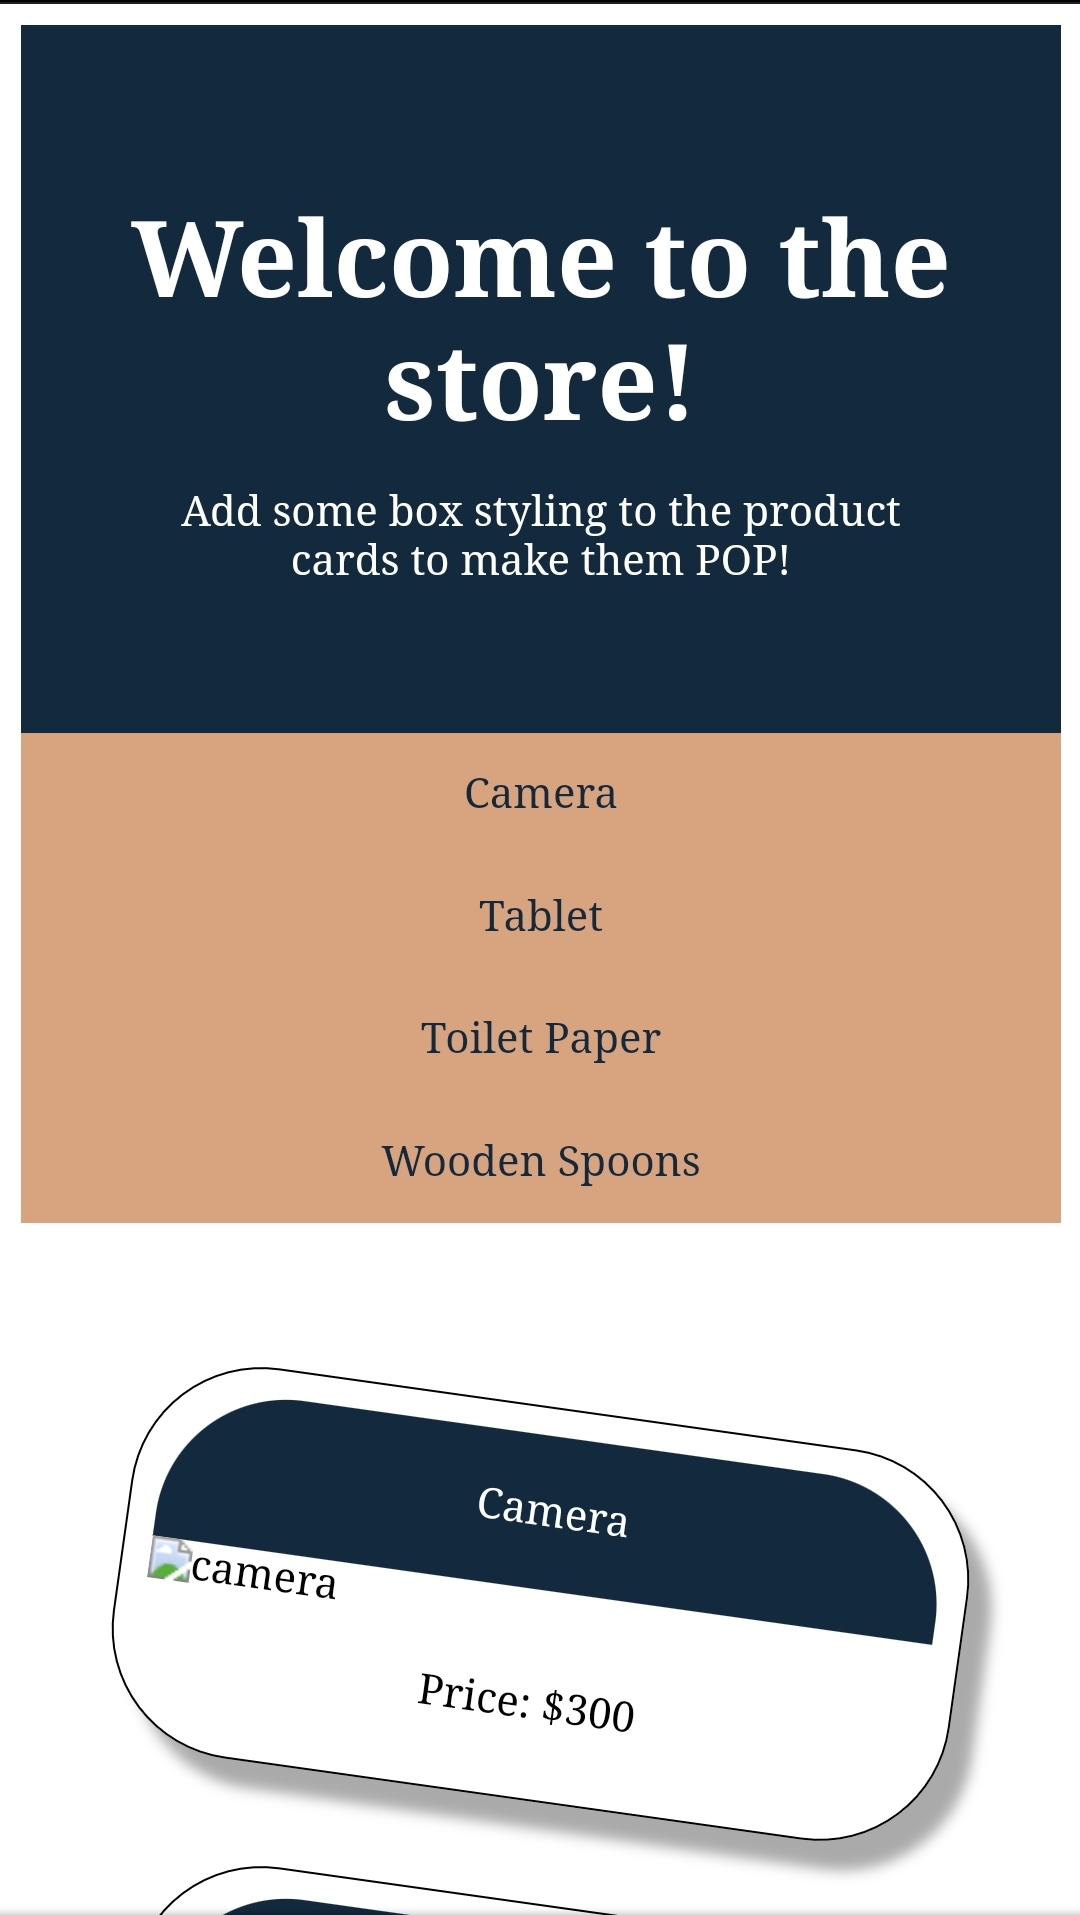 Welcome to the
store!
Add some box styling to the product
cards to make them POP!
Camera
Tablet
Toilet Paper
Wooden Spoons
Camera
camera
Price: $300